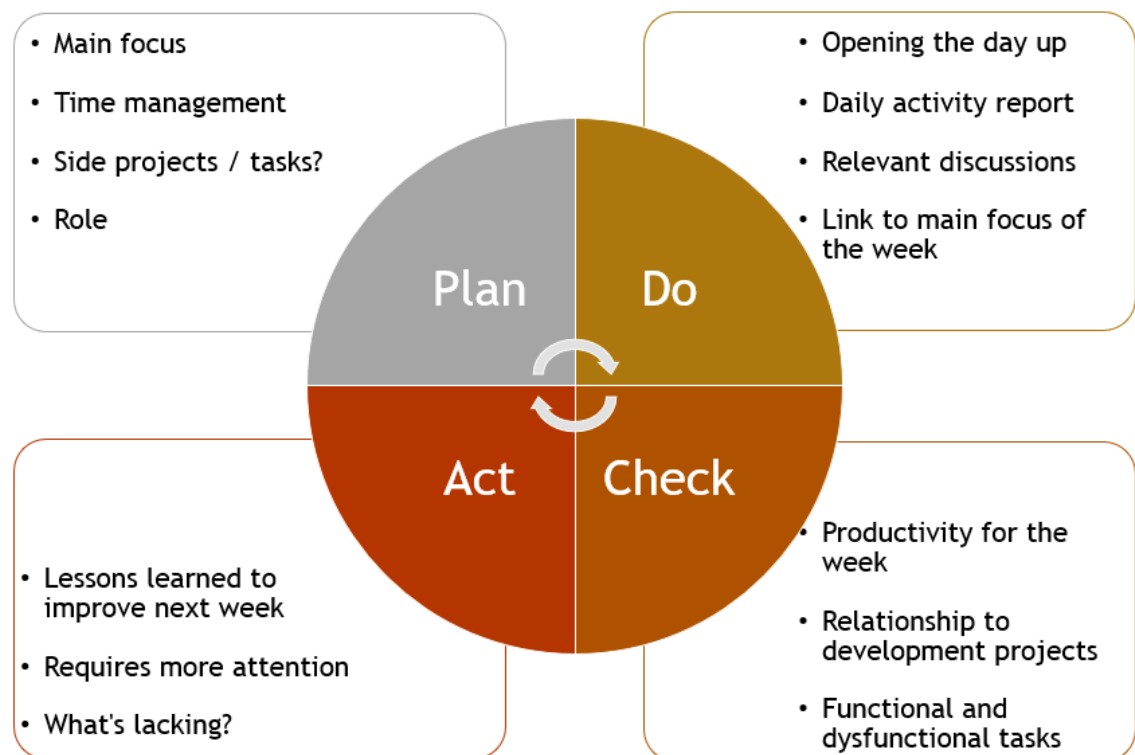 • Main focus
• Time management
• Side projects / tasks?
• Role
• Opening the day up
• Daily activity report
• Relevant discussions
• Link to main focus of
the week
Plan
Do
Act
Check
• Lessons learned to
improve next week
• Requires more attention
• What's lacking?
• Productivity for the
week
• Relationship to
development projects
• Functional and
dysfunctional tasks